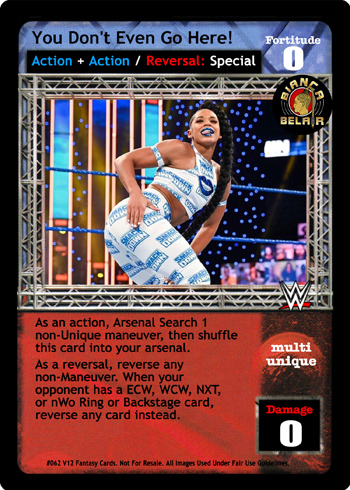 You Don't Even Go Here!
Fortitude
0
Action + Action / Reversal: Special
BIANCA
BELAIR
SMACK
DOWN
W
As an action, Arsenal Search 1
non-Unique maneuver, then shuffle
this card into your arsenal.
As a reversal, reverse any
non-Maneuver. When your
opponent has a ECW, WCW, NXT,
or nWo Ring or Backstage card,
reverse any card instead.
multi
unique
Damage
0
#062 V12 Fantasy Cards. Not For Resale. All Images Used Under Fair Use Guidelines.